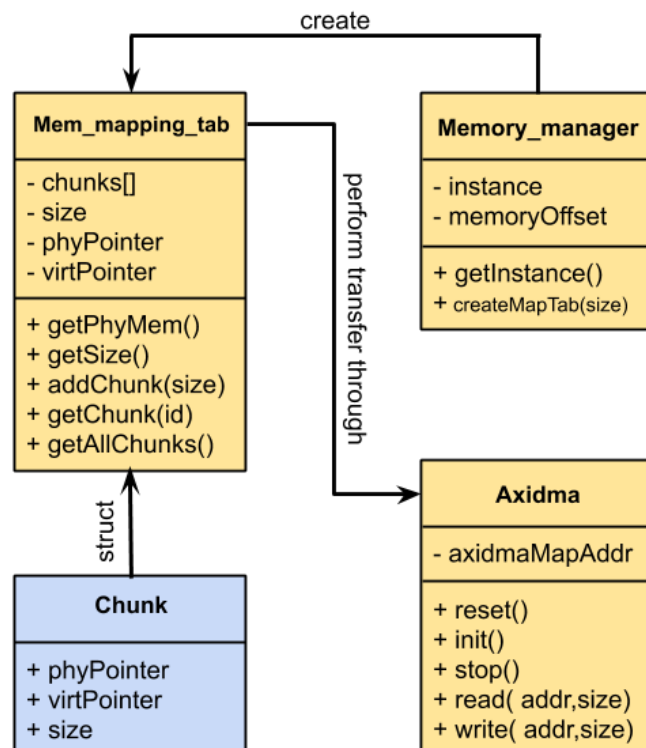 create
Mem_mapping_tab
- chunks[]
- size
- phyPointer
- virtPointer
+ getPhyMem()
+ getSize()
+ addChunk(size)
+ getChunk(id)
+ getAllChunks()
perform transfer through
Memory_manager
- instance
- memoryOffset
+ getInstance()
+ createMapTab(size)
struct
Chunk
+ phyPointer
+ virtPointer
+ size
Axidma
- axidmaMapAddr
+ reset()
+ init()
+ stop()
+ read( addr,size)
+ write( addr,size)